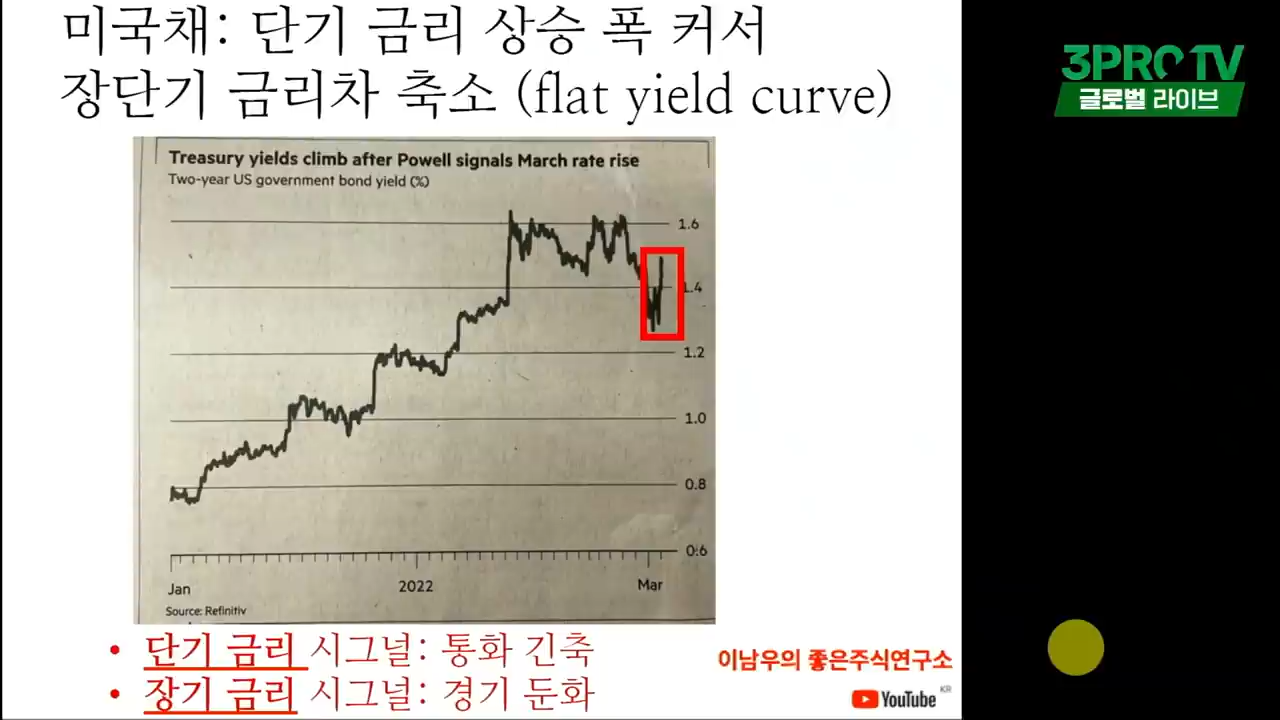 미국채: 단기 금리 상승 폭 커서
장단기 금리차 축소 (flat yield curve)
3PRO TV
글로벌 라이브
Treasury yields climb after Powell signals March rate rise
Two-year US government bond yield (%)
1.6
1.4
1.2
1.0
0.8
0.6
Jan 2022 Mar
Source: Refinitiv
• 단기 금리 시그널: 통화 긴축
• 장기 금리 시그널: 경기 둔화
이남우의 좋은주식연구소
YouTube KR